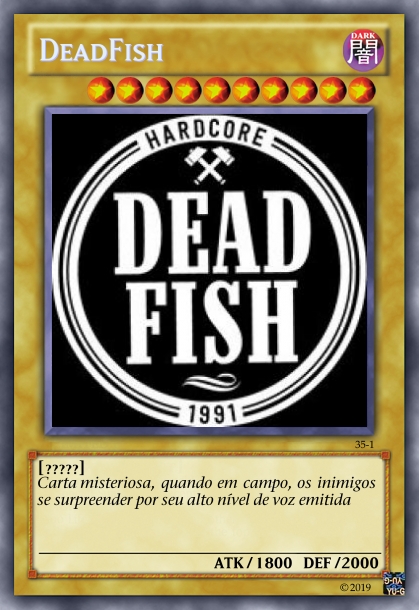 DeadFish
DARK
闇
HARDCORE
DEAD
FISH
1991
35-1
[?????]
Carta misteriosa, quando em campo, os inimigos
se surpreender por seu alto nível de voz emitida
ATK / 1800 DEF /2000
©2019